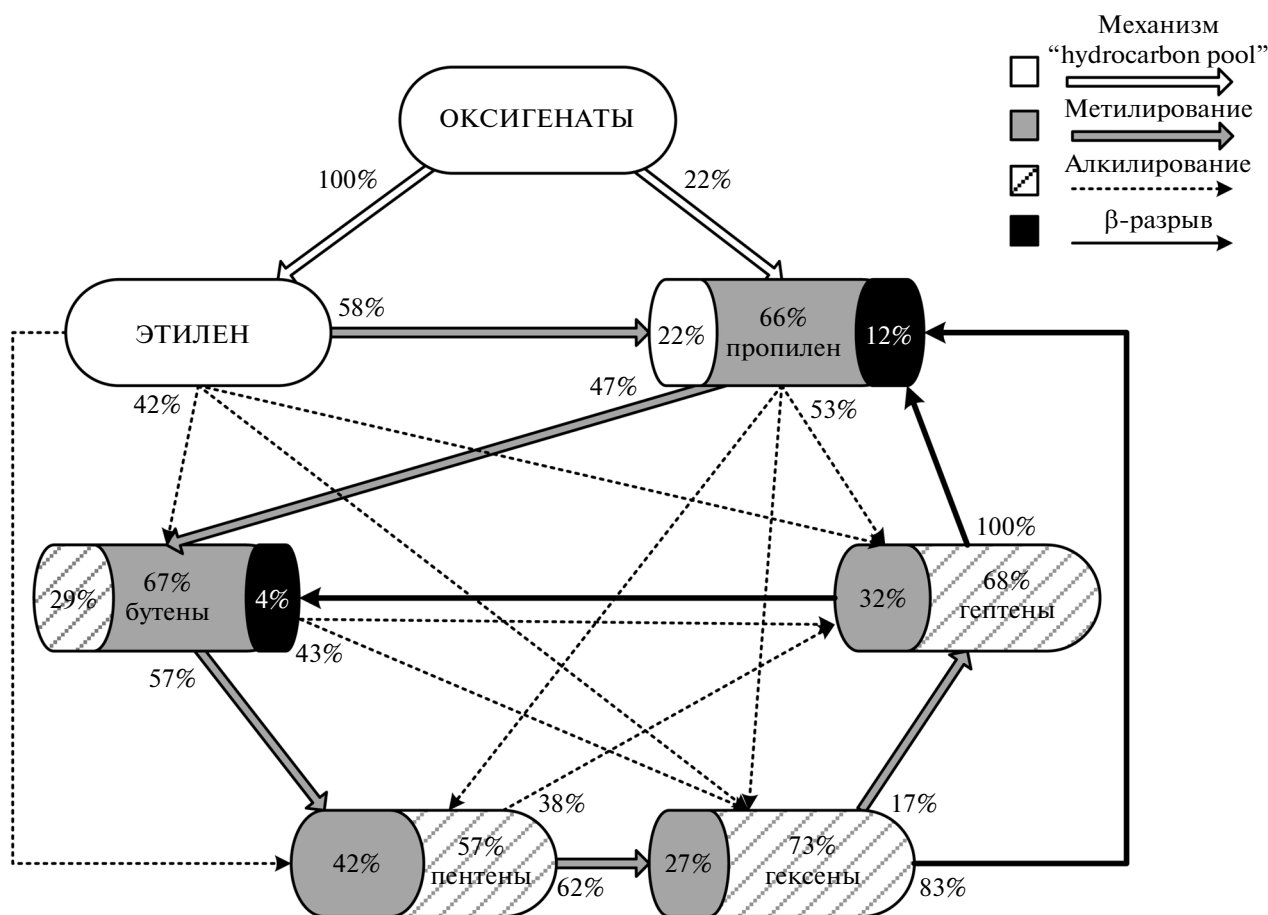 Механизм
“hydrocarbon pool”
Метилирование
Алкилирование
β-разрыв
ОКСИГЕНАТЫ
100%
22%
ЭТИЛЕН
58%
22%
66%
пропилен
12%
42%
47%
53%
29%
67%
бутены
4%
43%
57%
100%
32%
68%
гептены
38%
17%
42%
57%
пентены
62%
27%
73%
гексены
83%